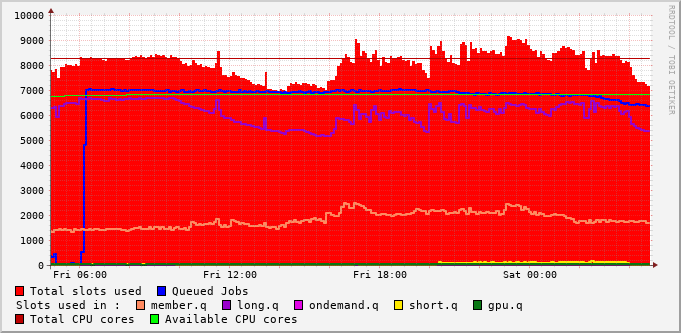 10000
9000
8000
7000
6000
5000
4000
3000
2000
1000
0
Fri 06:00 Fri 12:00 Fri 18:00 Sat 00:00
Total slots used Queued Jobs
Slots used in : member.q long.q ondemand.q short.q gpu.q
Total CPU cores Available CPU cores
RRDTOOL / TOBI OETIKER